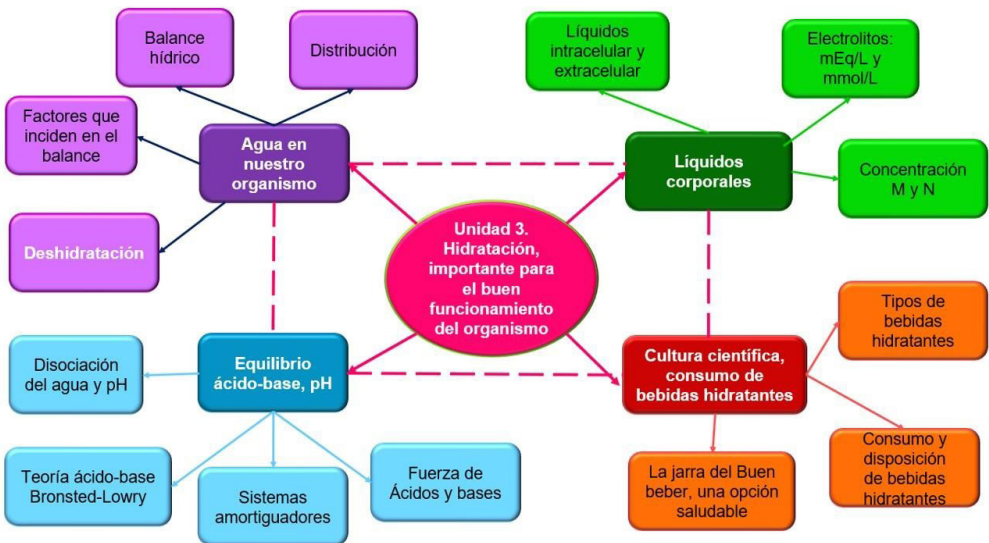 Balance
hídrico
Distribución
Factores que
inciden en el
balance
Agua en
nuestro
organismo
Deshidratación
Líquidos
intracelular y
extracelular
Electrolitos:
mEq/L y
mmol/L
Líquidos
corporales
Concentración
M y N
Unidad 3.
Hidratación,
importante para
el buen
funcionamiento
del organismo
Disociación
del agua y pH
Equilibrio
ácido-base, pH
Teoría ácido-base
Bronsted-Lowry
Sistemas
amortiguadores
Fuerza de
Ácidos y bases
Cultura científica,
consumo de
bebidas hidratantes
Tipos de
bebidas
hidratantes
La jarra del Buen
beber, una opción
saludable
Consumo y
disposición
de bebidas
hidratantes